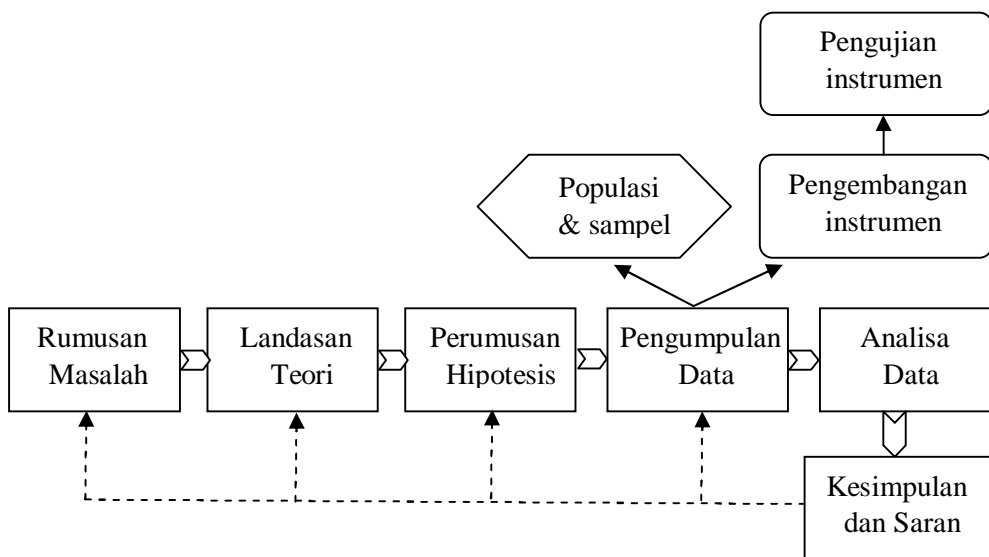 Pengujian
instrumen
Populasi
& sampel
Pengembangan
instrumen
Rumusan
Masalah
Landasan
Teori
Perumusan
Hipotesis
Pengumpulan
Data
Analisa
Data
Kesimpulan
dan Saran